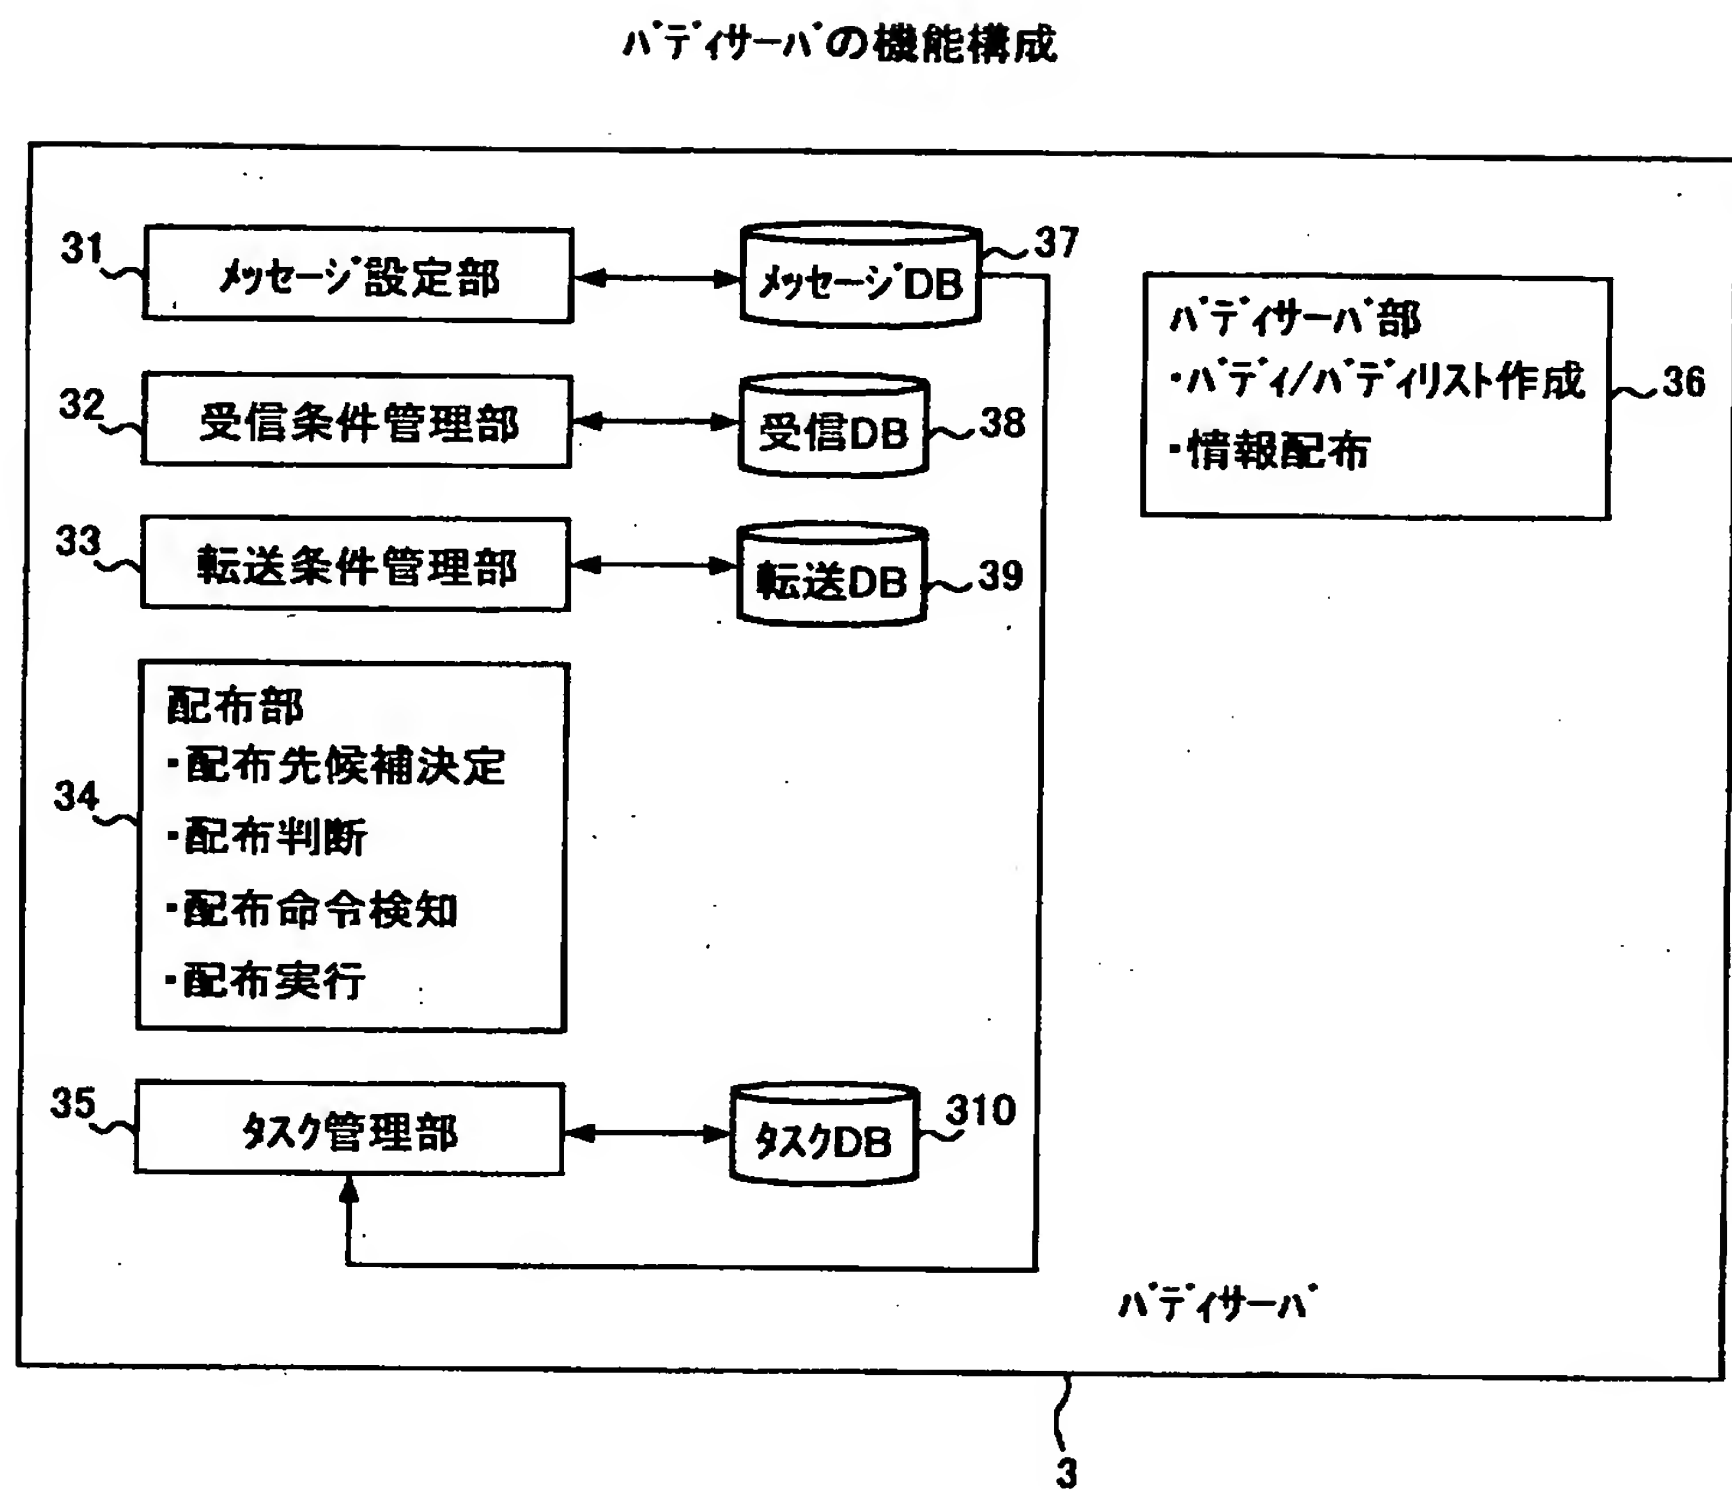 ﾊﾞﾃﾞｨｻｰﾊﾞの機能構成
31
ﾒｯｾｰｼﾞ設定部
ﾒｯｾｰｼﾞDB
37
32
受信条件管理部
受信DB
38
33
転送条件管理部
転送DB
39
34
配布部
・配布先候補決定
・配布判断
・配布命令検知
・配布実行
35
ﾀｽｸ管理部
ﾀｽｸDB
310
ﾊﾞﾃﾞｨｻｰﾊﾞ部
・ﾊﾞﾃﾞｨ/ﾊﾞﾃﾞｨﾘｽﾄ作成
・情報配布
36
ﾊﾞﾃﾞｨｻｰﾊﾞ
3